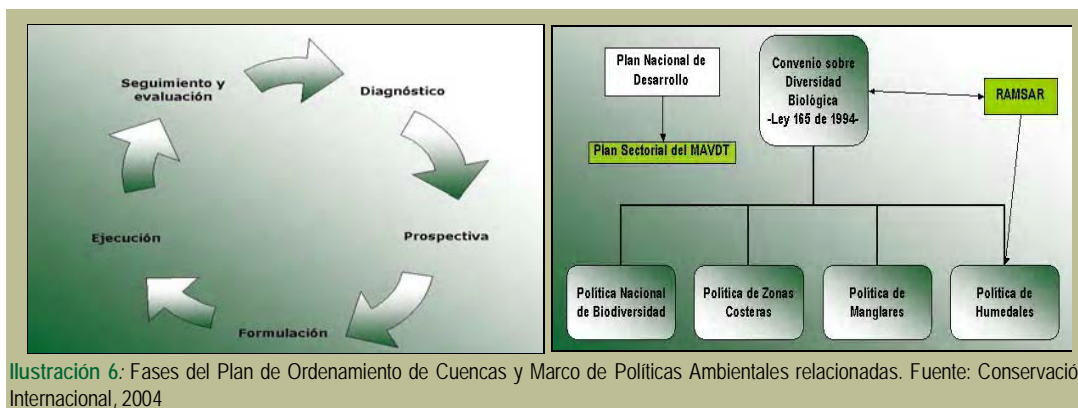 Seguimiento y
evaluación
Diagnóstico
Prospectiva
Formulación
Ejecución
Plan Nacional de
Desarrollo
Plan Sectorial del MAVDT
Convenio sobre
Diversidad
Biológica
-Ley 165 de 1994-
RAMSAR
Política Nacional
de Biodiversidad
Política de Zonas
Costeras
Política de
Manglares
Política de
Humedales
Ilustración 6: Fases del Plan de Ordenamiento de Cuencas y Marco de Políticas Ambientales relacionadas. Fuente: Conservació
Internacional, 2004